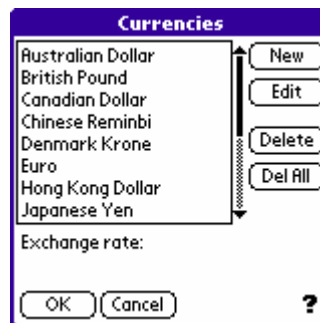 Currencies
Australian Dollar
British Pound
Canadian Dollar
Chinese Reminbi
Denmark Krone
Euro
Hong Kong Dollar
Japanese Yen
New
Edit
Delete
Del All
Exchange rate:
OK
Cancel
?